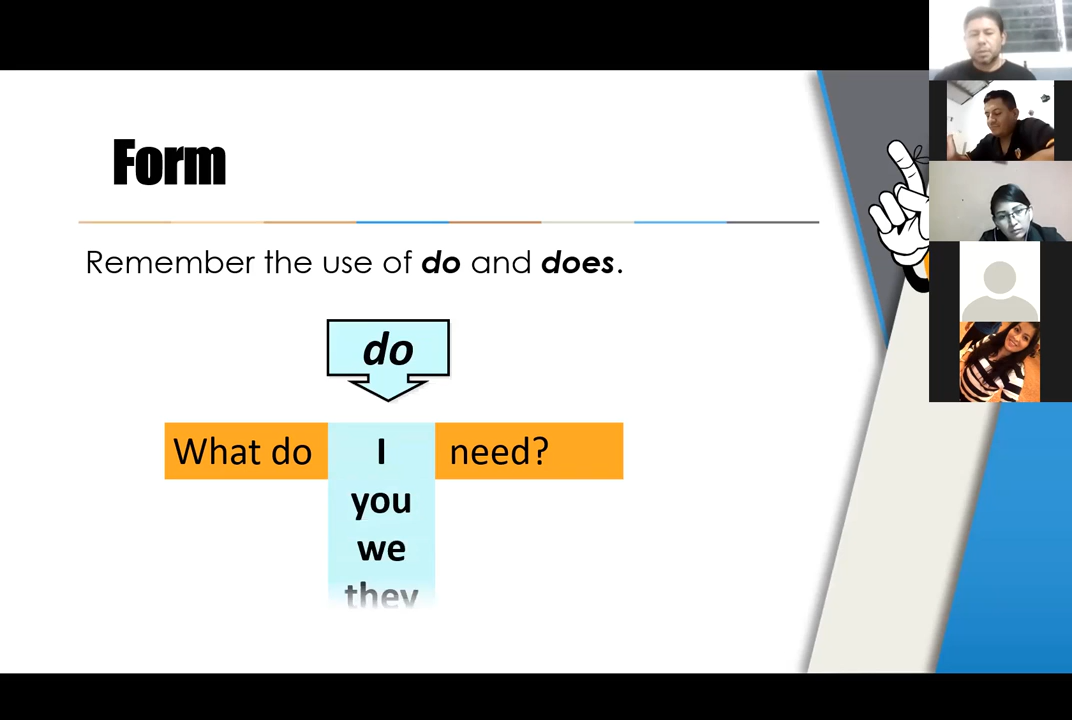 Form
Remember the use of do and does.
do
What do I need?
you
we
they